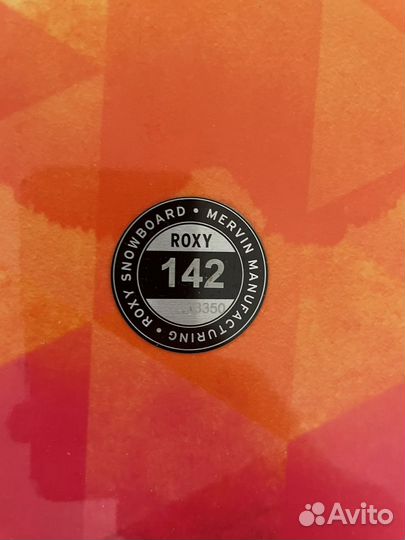 ROXY SNOWBOARD • MERVIN MANUFACTURING •
ROXY
142
Avito